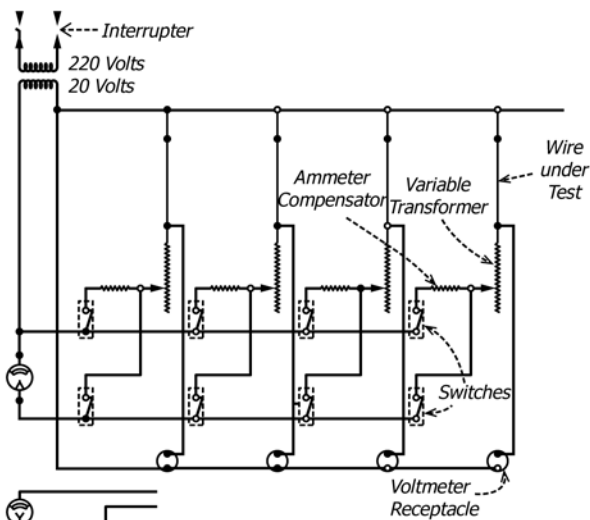 Interrupter
220 Volts
20 Volts
Wire
under
Test
Ammeter
Compensator
Variable
Transformer
Switches
Voltmeter
Receptacle
A
V